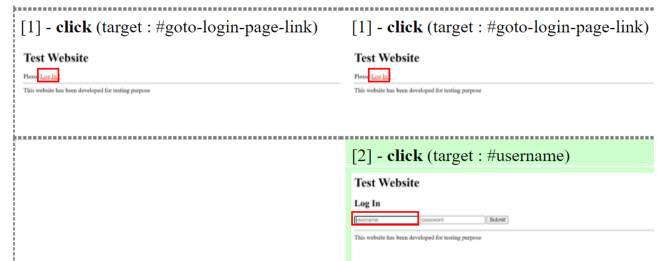 [1] - click (target : #goto-login-page-link)
Test Website
Please Log In
This website has been developed for testing purpose
[1] - click (target : #goto-login-page-link)
Test Website
Please Log In
This website has been developed for testing purpose
[2] - click (target : #username)
Test Website
Log In
username password Submit
This website has been developed for testing purpose